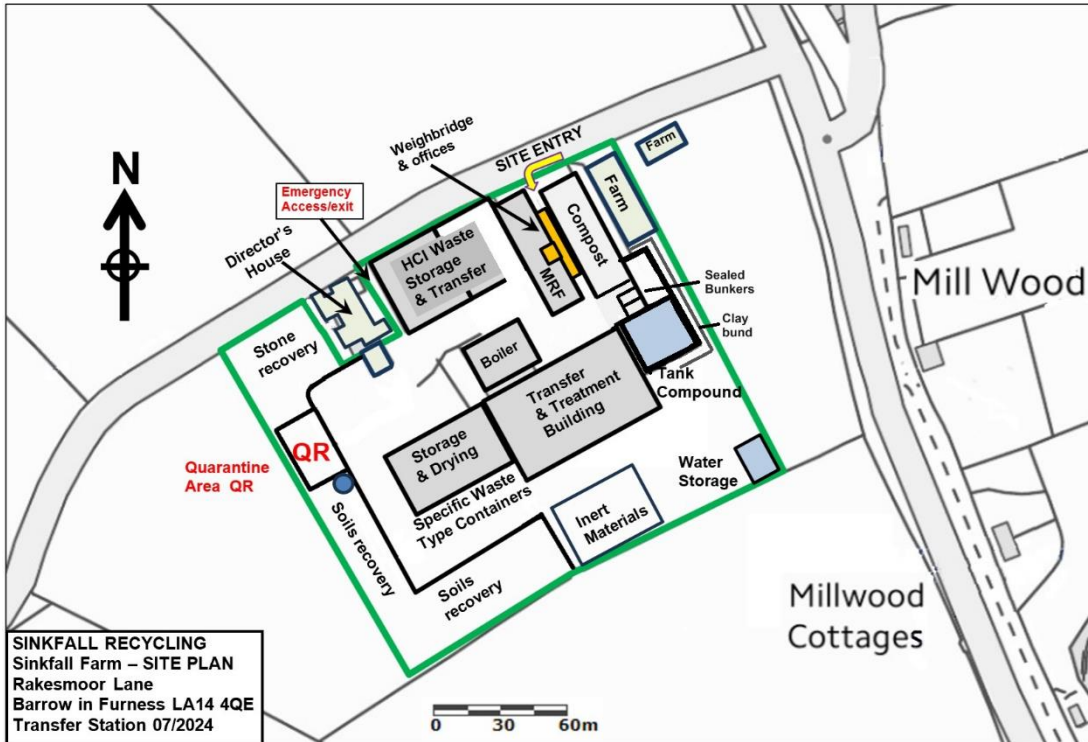 N
Weighbridge
& offices
SITE ENTRY
Farm
Emergency
Access/exit
Director's
House
HCI Waste
Storage
& Transfer
MRF
Compost
Farm
Sealed
Bunkers
Mill Wood
Clay
bund
Stone
recovery
Boiler
Tank
Compound
Transfer
& Treatment
Building
Storage
& Drying
QR
Quarantine
Area QR
Water
Storage
Specific Waste
Type Containers
Inert
Materials
Soils recovery
Soils
recovery
Millwood
Cottages
SINKFALL RECYCLING
Sinkfall Farm – SITE PLAN
Rakesmoor Lane
Barrow in Furness LA14 4QE
Transfer Station 07/2024
0 30 60m